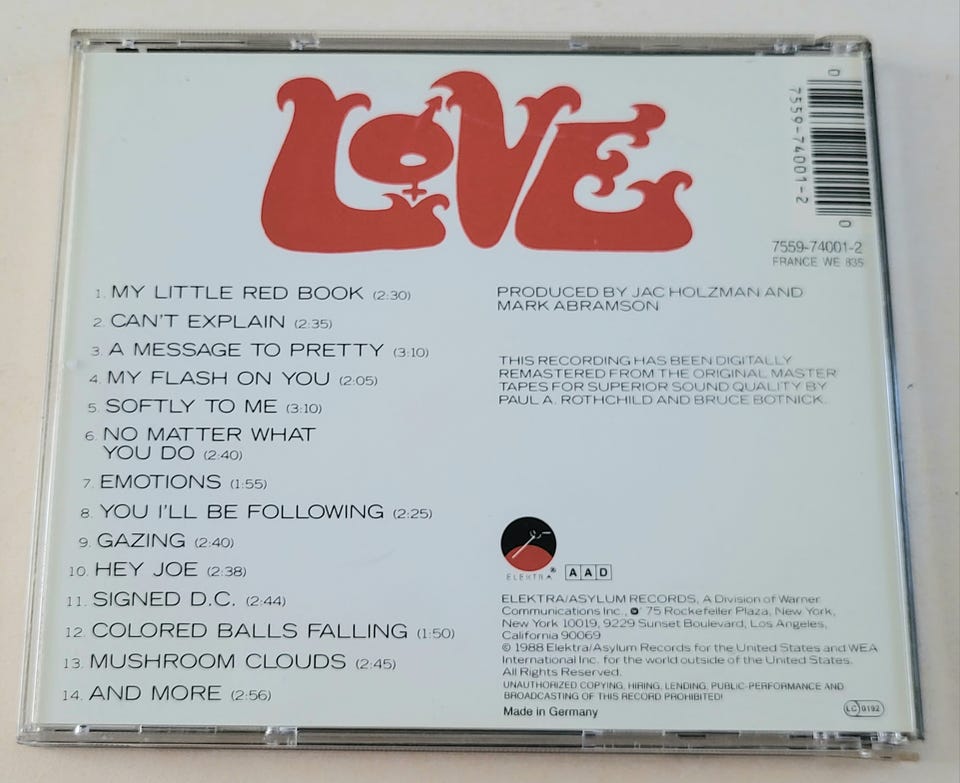 LOVE
0
7559-74001-2
0
7559-74001-2
FRANCE WE 835
1. MY LITTLE RED BOOK (2:30)
2. CAN'T EXPLAIN (2:35)
3. A MESSAGE TO PRETTY (3:10)
4. MY FLASH ON YOU (2:05)
5. SOFTLY TO ME (3:10)
6. NO MATTER WHAT
YOU DO (2:40)
7. EMOTIONS (1:55)
8. YOU I'LL BE FOLLOWING (2:25)
9. GAZING (2:40)
10. HEY JOE (2:38)
11. SIGNED D.C. (2:44)
12. COLORED BALLS FALLING (1:50)
13. MUSHROOM CLOUDS (2:45)
14. AND MORE (2:56)
PRODUCED BY JAC HOLZMAN AND
MARK ABRAMSON
THIS RECORDING HAS BEEN DIGITALLY
REMASTERED FROM THE ORIGINAL MASTER
TAPES FOR SUPERIOR SOUND QUALITY BY
PAUL A. ROTHCHILD AND BRUCE BOTNICK.
ELEKTRA®
AAD
ELEKTRA/ASYLUM RECORDS, A Division of Warner
Communications Inc., 75 Rockefeller Plaza, New York,
New York 10019, 9229 Sunset Boulevard, Los Angeles,
California 90069
© 1988 Elektra/Asylum Records for the United States and WEA
International Inc. for the world outside of the United States.
All Rights Reserved.
UNAUTHORIZED COPYING, HIRING, LENDING, PUBLIC-PERFORMANCE AND
BROADCASTING OF THIS RECORD PROHIBITED!
Made in Germany
LC 0192